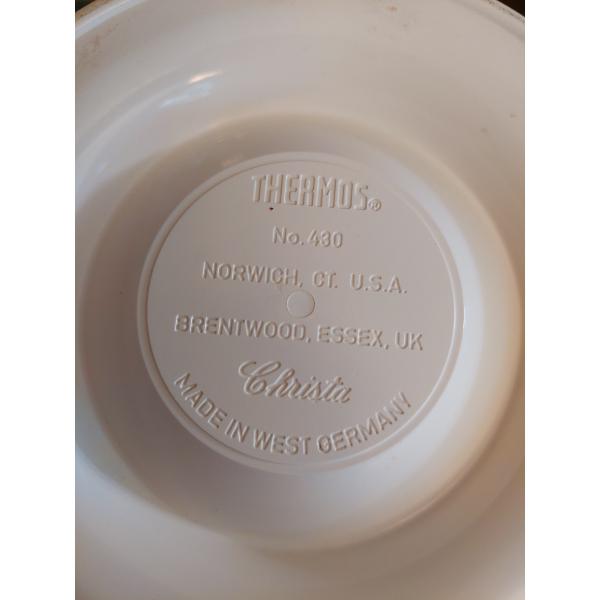 THERMOS®
No. 430
NORWICH, CT. U.S.A.
BRENTWOOD, ESSEX, UK
Christa
MADE IN WEST GERMANY